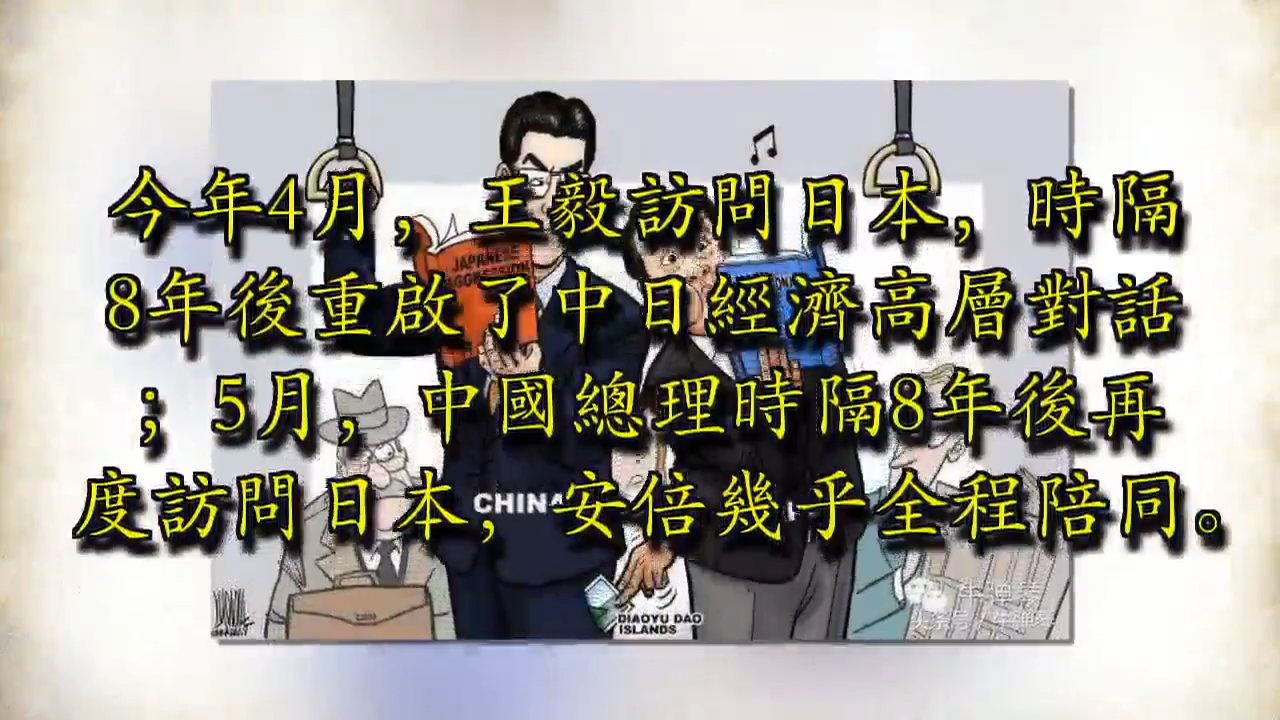 今年4月，王毅訪問日本，時隔
8年後重啟了中日經濟高層對話
；5月，中國總理時隔8年後再
度訪問日本，安倍幾乎全程陪同。
JAPANESE
AGGRESSION
CHINA
DIAOYU DAO
ISLANDS